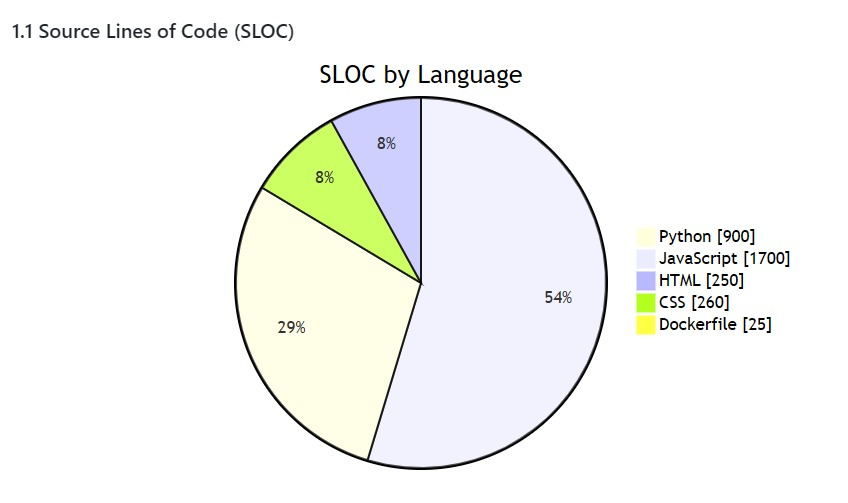 1.1 Source Lines of Code (SLOC)
SLOC by Language
8%
8%
54%
29%
Python [900]
JavaScript [1700]
HTML [250]
CSS [260]
Dockerfile [25]